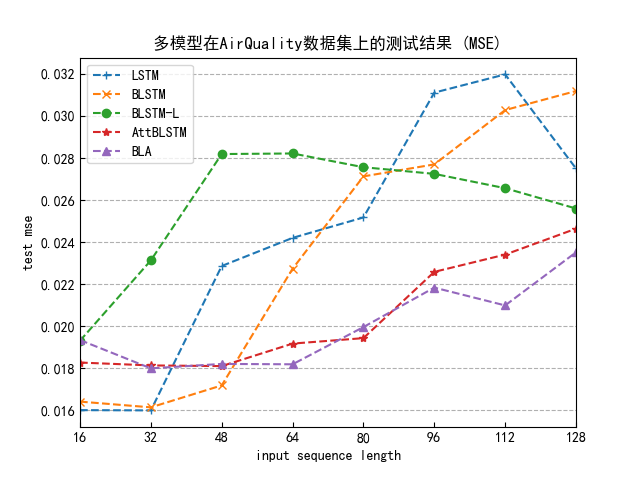 多模型在AirQuality数据集上的测试结果 (MSE)
LSTM
BLSTM
BLSTM-L
AttBLSTM
BLA
test mse
0.032
0.030
0.028
0.026
0.024
0.022
0.020
0.018
0.016
16 32 48 64 80 96 112 128
input sequence length